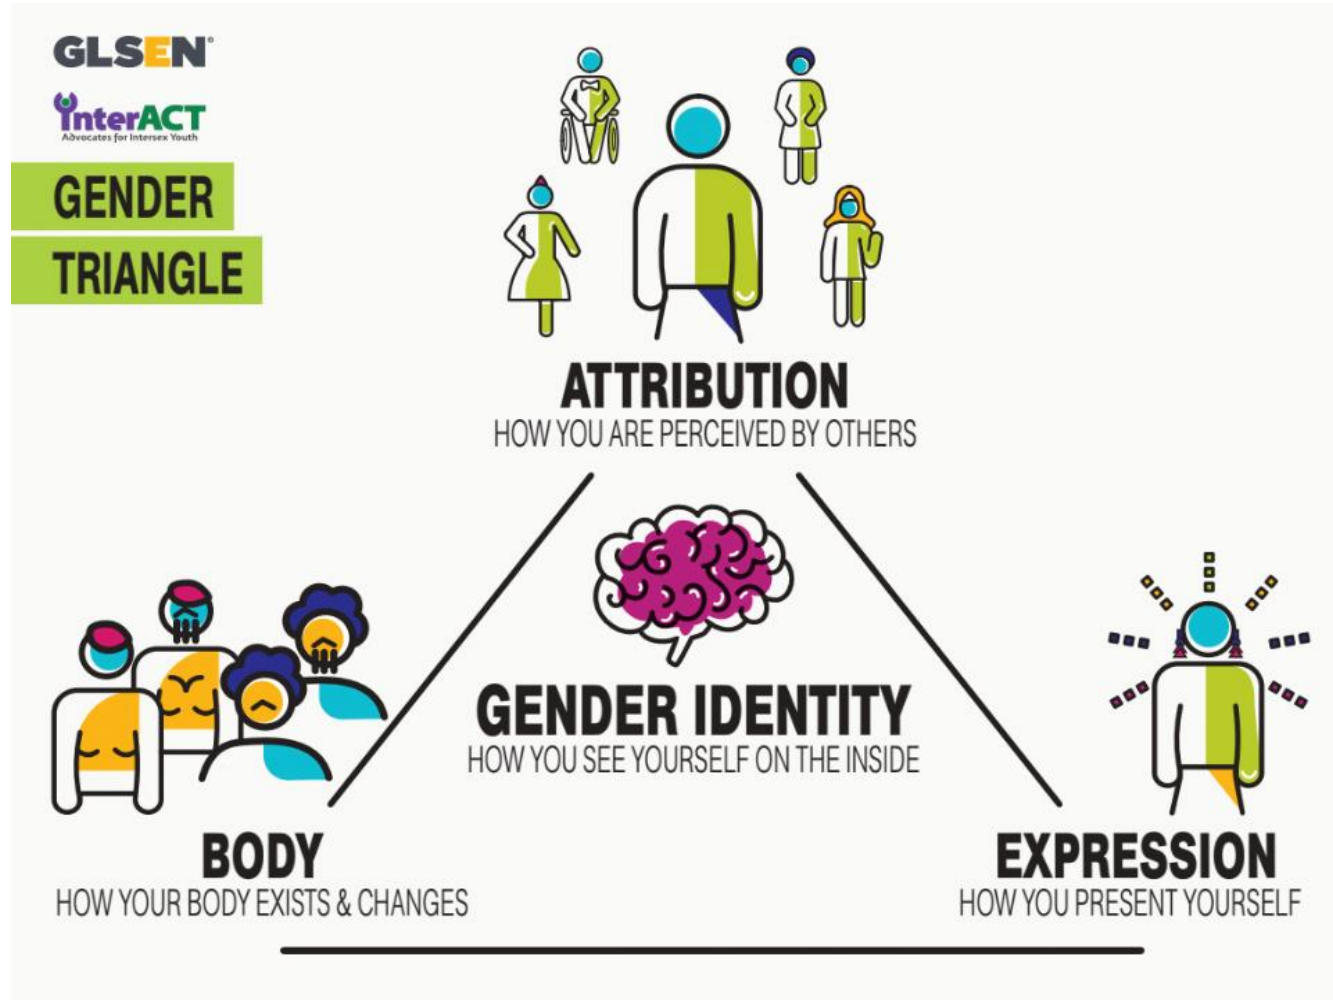 GLSEN®
interACT
Advocates for Intersex Youth
GENDER
TRIANGLE
ATTRIBUTION
HOW YOU ARE PERCEIVED BY OTHERS
GENDER IDENTITY
HOW YOU SEE YOURSELF ON THE INSIDE
BODY
HOW YOUR BODY EXISTS & CHANGES
EXPRESSION
HOW YOU PRESENT YOURSELF